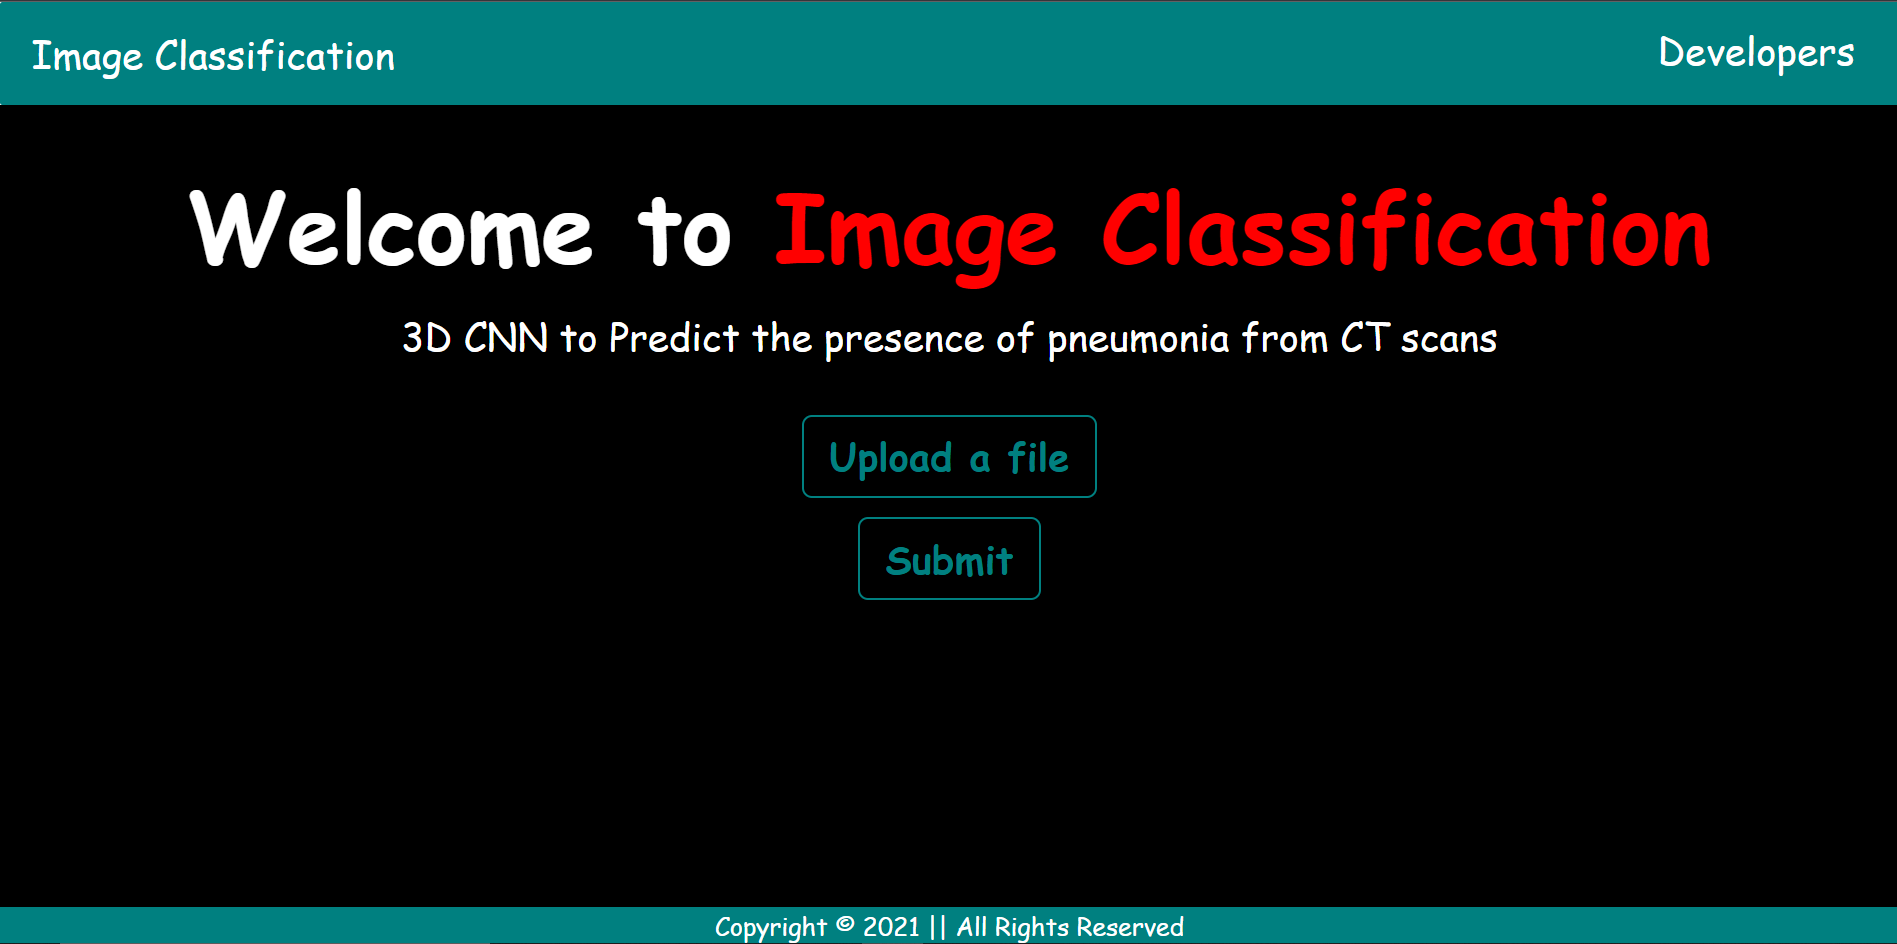 Image Classification
Developers
Welcome to Image Classification
3D CNN to Predict the presence of pneumonia from CT scans
Upload a file
Submit
Copyright © 2021 || All Rights Reserved